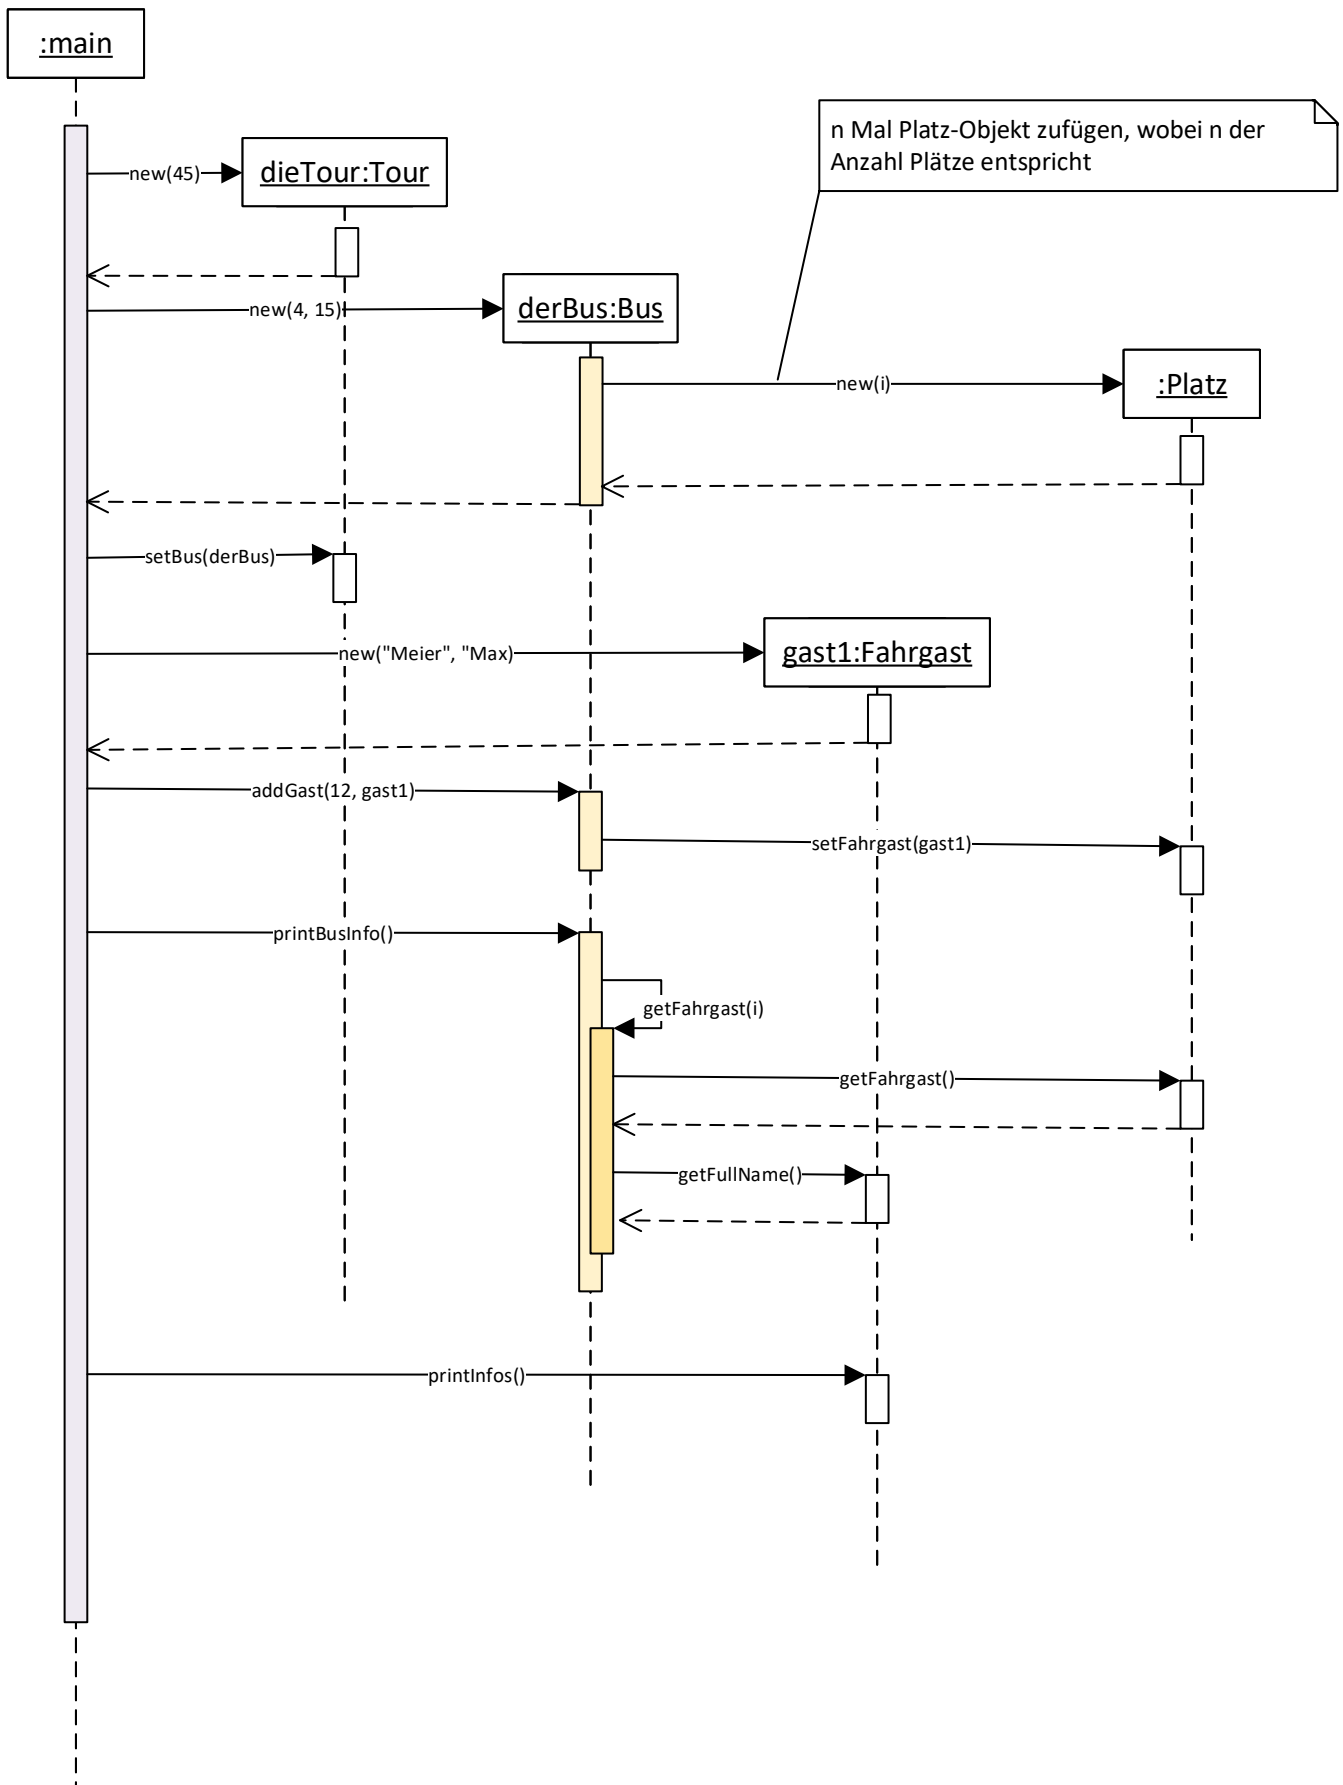 :main
n Mal Platz-Objekt zufügen, wobei n der
Anzahl Plätze entspricht
new(45)
dieTour:Tour
new(4, 15)
derBus:Bus
new(i)
:Platz
setBus(derBus)
new("Meier", "Max)
gast1:Fahrgast
addGast(12, gast1)
setFahrgast(gast1)
printBusInfo()
getFahrgast(i)
getFahrgast()
getFullName()
printInfos()